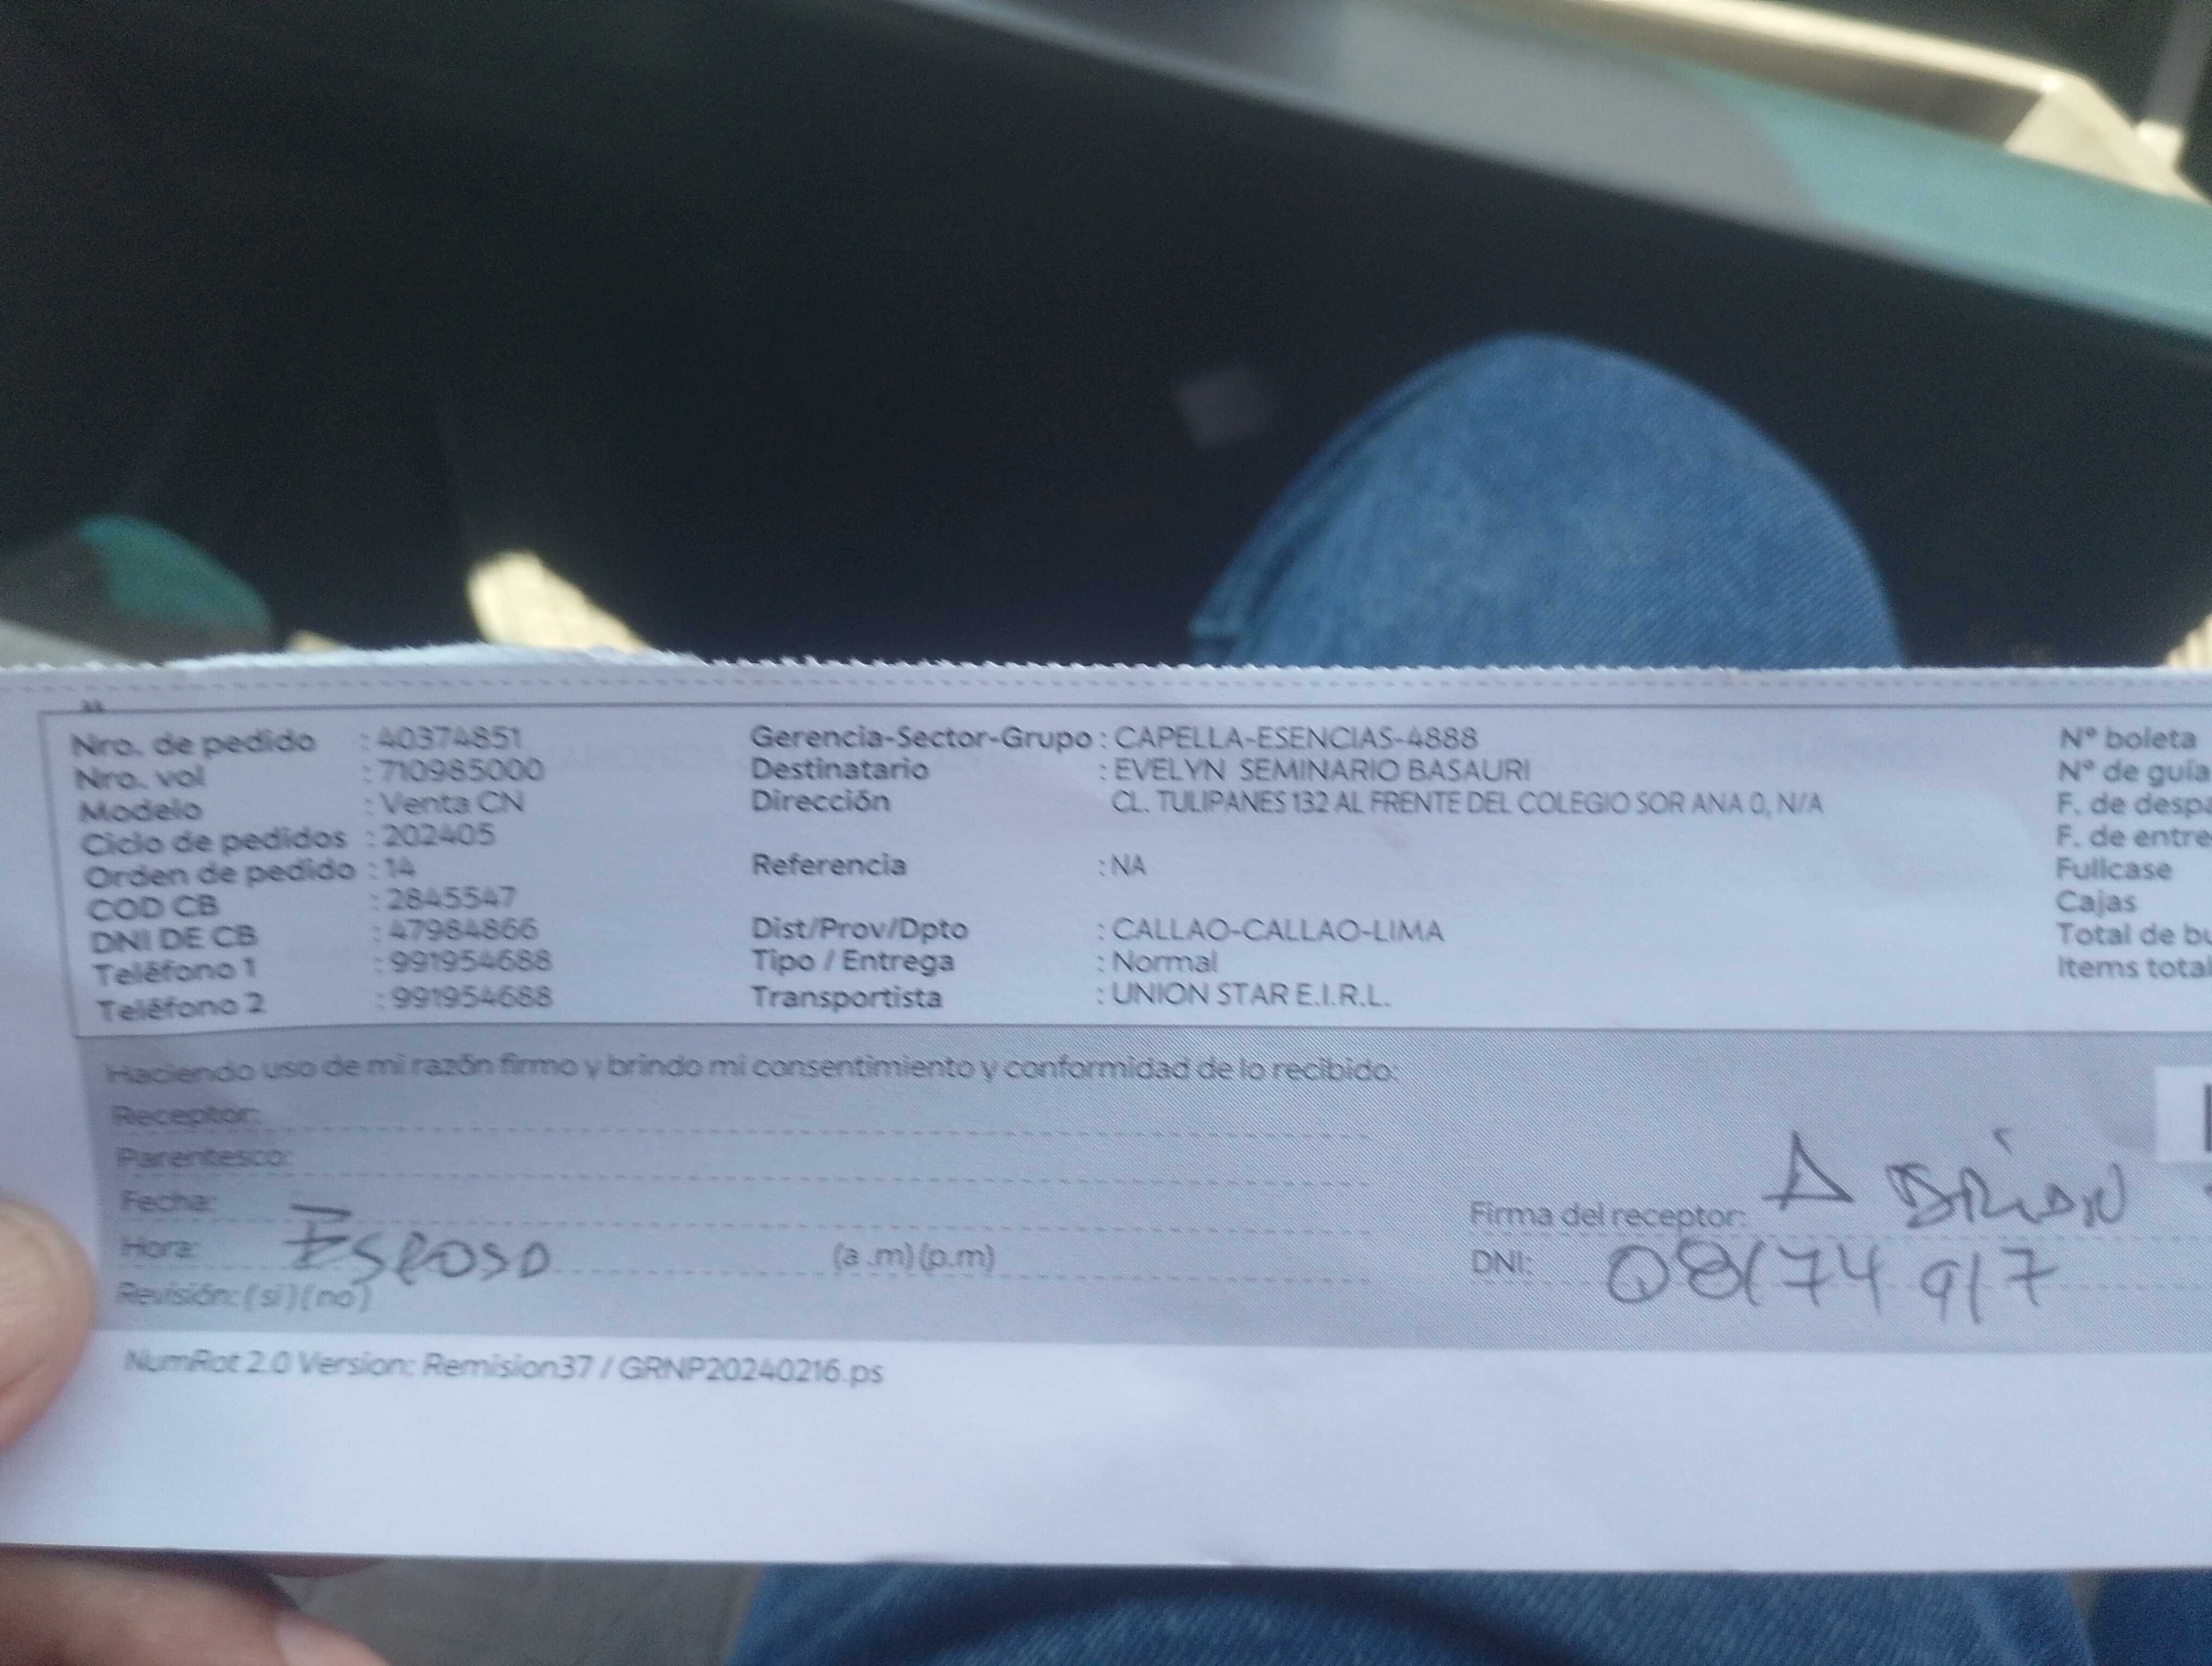 Nro. de pedido : 40374851
Nro. vol : 710985000
Modelo : Venta CN
Ciclo de pedidos : 202405
Orden de pedido : 14
COD CB : 2845547
DNI DE CB : 47984866
Teléfono 1 : 991954688
Teléfono 2 : 991954688
Gerencia-Sector-Grupo : CAPELLA-ESENCIAS-4888
Destinatario : EVELYN SEMINARIO BASAURI
Dirección CL. TULIPANES 132 AL FRENTE DEL COLEGIO SOR ANA 0, N/A
Referencia : NA
Dist/Prov/Dpto : CALLAO-CALLAO-LIMA
Tipo / Entrega : Normal
Transportista : UNION STAR E.I.R.L.
N° boleta
N° de guía
F. de despa
F. de entre
Fullcase
Cajas
Total de bu
Items total
Haciendo uso de mi razón firmo y brindo mi consentimiento y conformidad de lo recibido:
Receptor:
Parentesco:
Fecha:
Hora: Esposo (a .m) (p.m)
Revisión: ( si ) ( no )
Firma del receptor: A
DNI: 08174917
NumRot 2.0 Version: Remision37 / GRNP20240216.ps